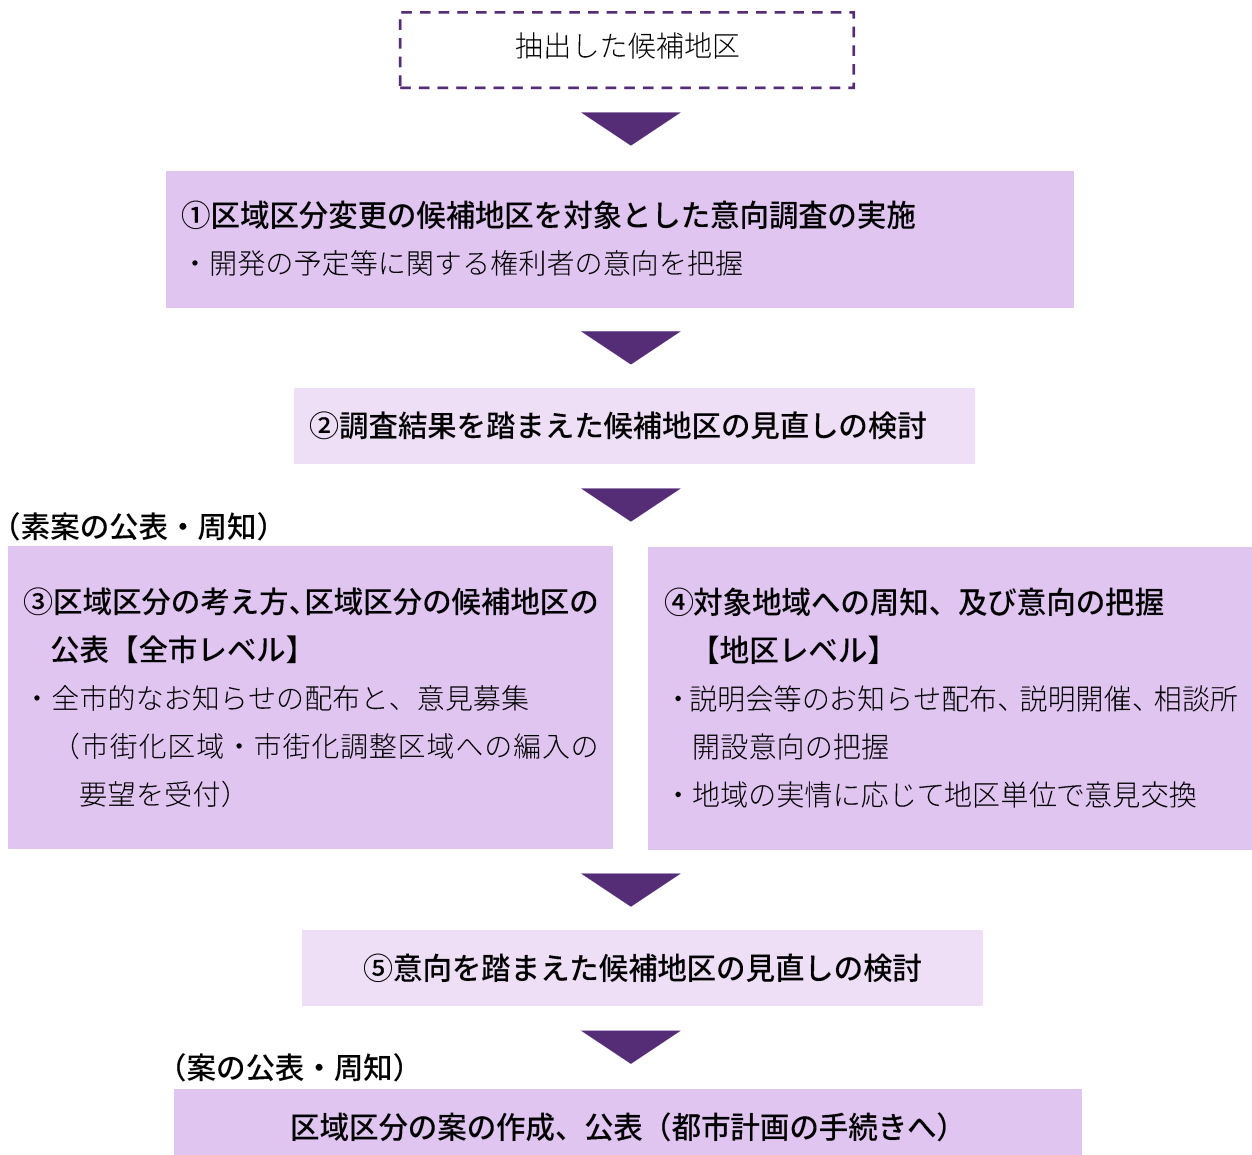 抽出した候補地区
①区域区分変更の候補地区を対象とした意向調査の実施
・開発の予定等に関する権利者の意向を把握
②調査結果を踏まえた候補地区の見直しの検討
（素案の公表・周知）
③区域区分の考え方、区域区分の候補地区の
公表【全市レベル】
・全市的なお知らせの配布と、意見募集
（市街化区域・市街化調整区域への編入の
要望を受付）
④対象地域への周知、及び意向の把握
【地区レベル】
・説明会等のお知らせ配布、説明開催、相談所
開設意向の把握
・地域の実情に応じて地区単位で意見交換
⑤意向を踏まえた候補地区の見直しの検討
（案の公表・周知）
区域区分の案の作成、公表（都市計画の手続きへ）